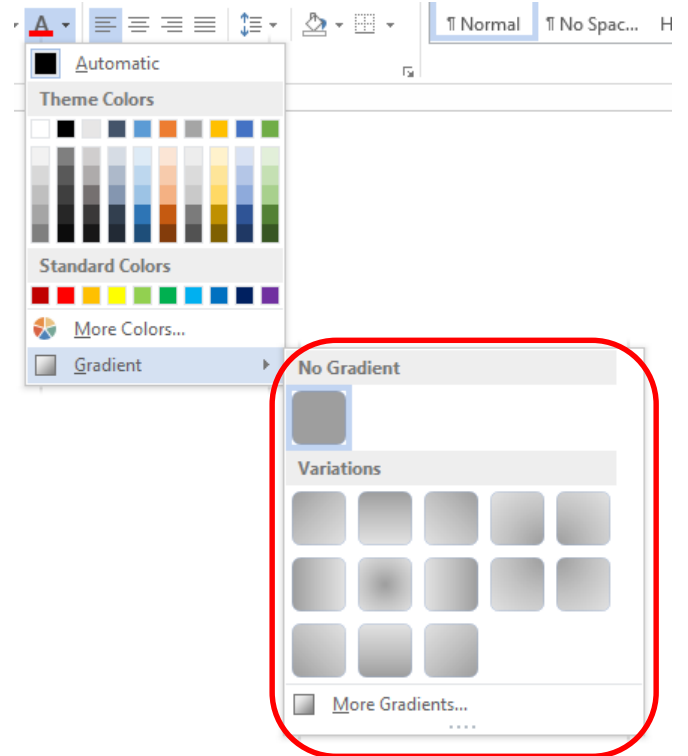 A
¶ Normal ¶ No Spac... H
Automatic
Theme Colors
Standard Colors
More Colors...
Gradient
No Gradient
Variations
More Gradients...